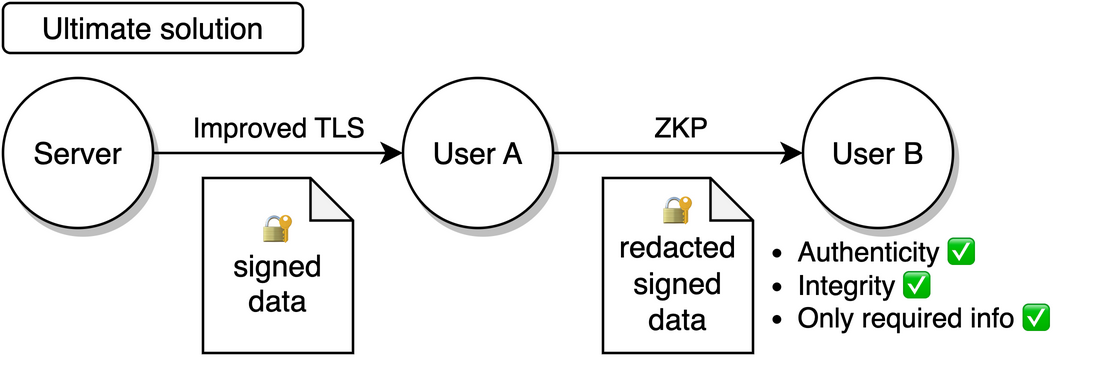 Ultimate solution
Server
Improved TLS
User A
ZKP
User B
signed
data
redacted
signed
data
• Authenticity ✅
• Integrity ✅
• Only required info ✅